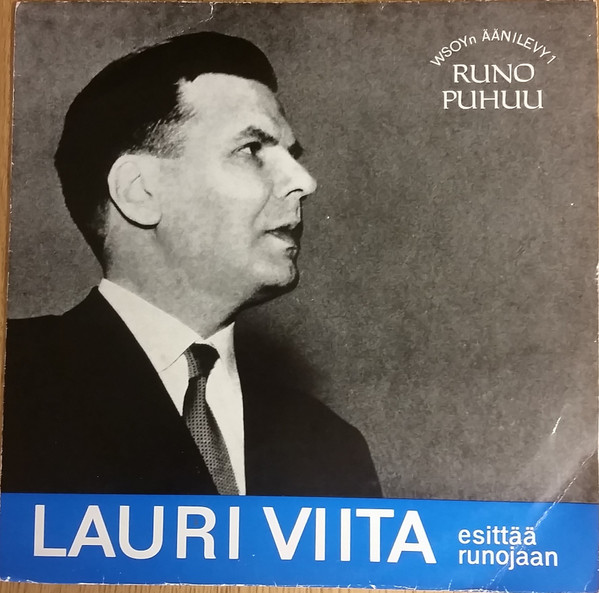 WSOYn ÄÄNILEVY 1
RUNO
PUHUU
LAURI VIITA
esittää
runojaan